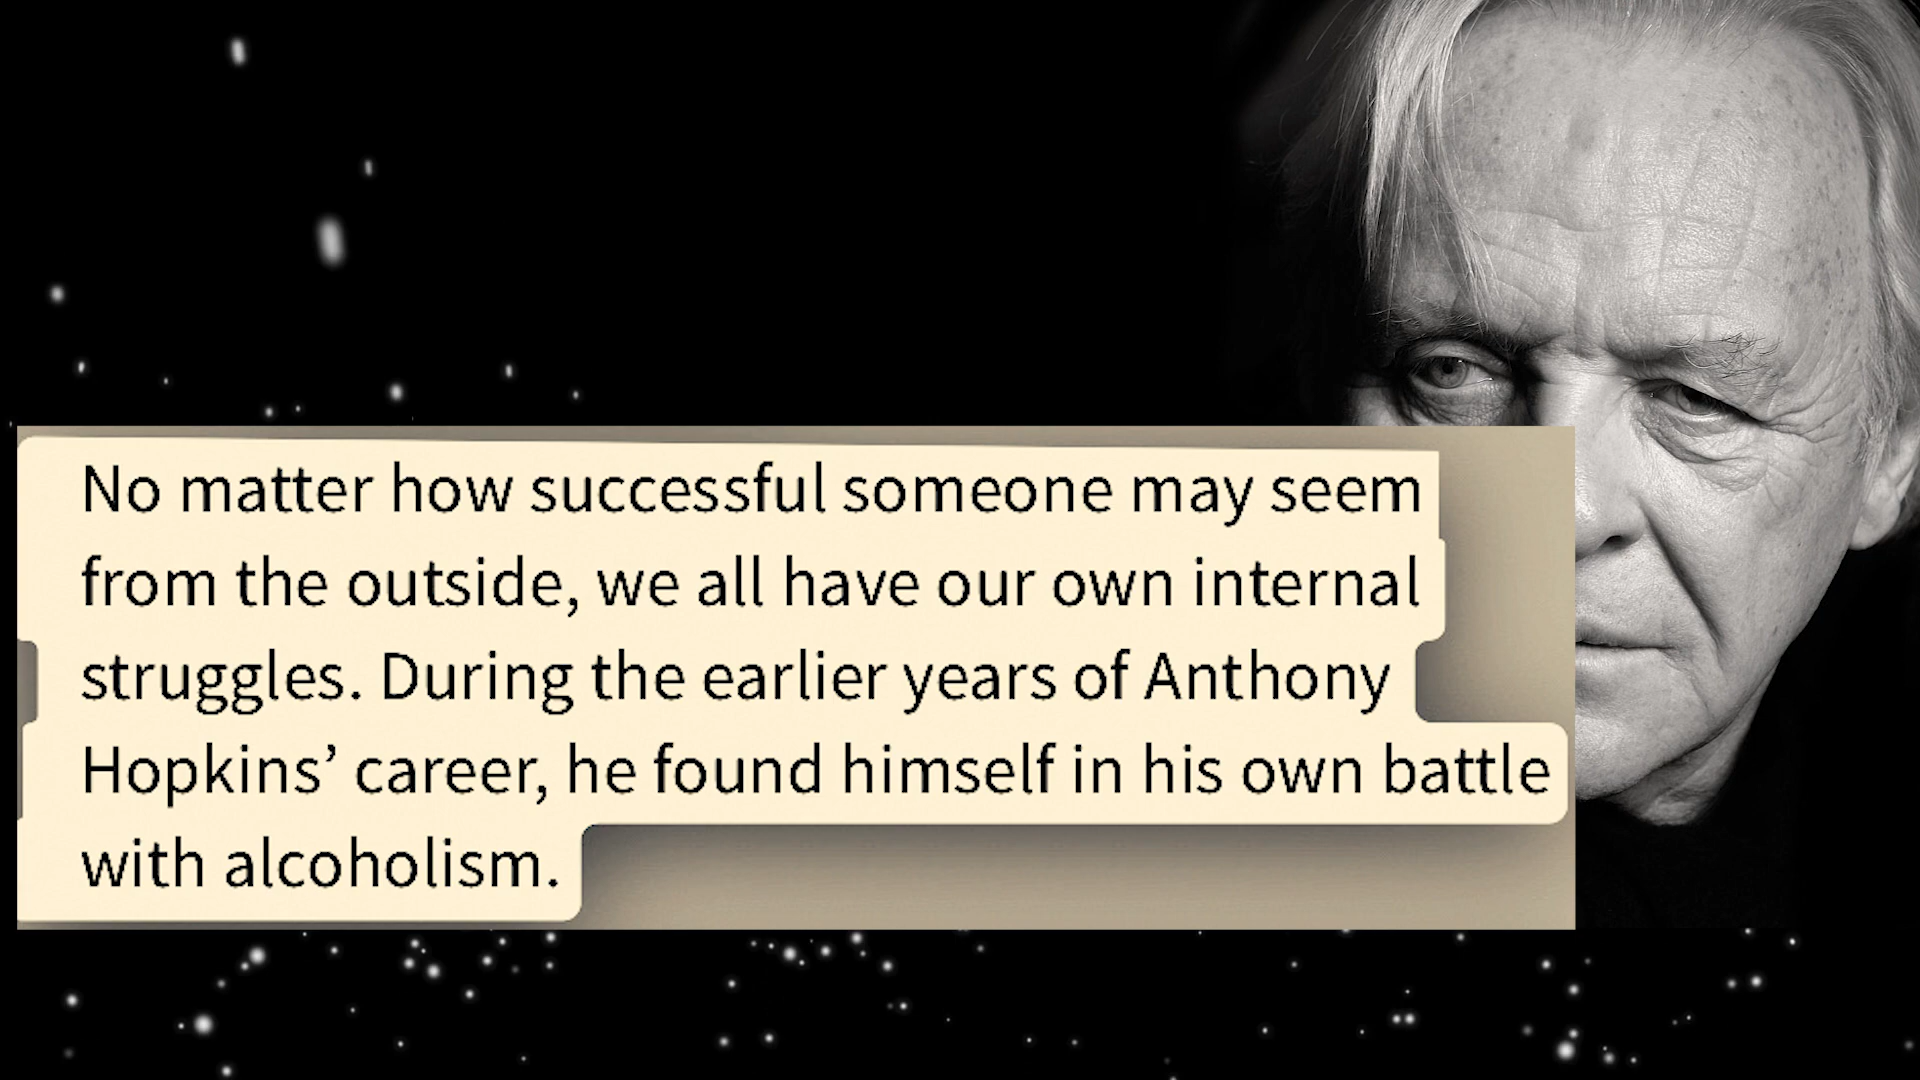 No matter how successful someone may seem
from the outside, we all have our own internal
struggles. During the earlier years of Anthony
Hopkins’ career, he found himself in his own battle
with alcoholism.